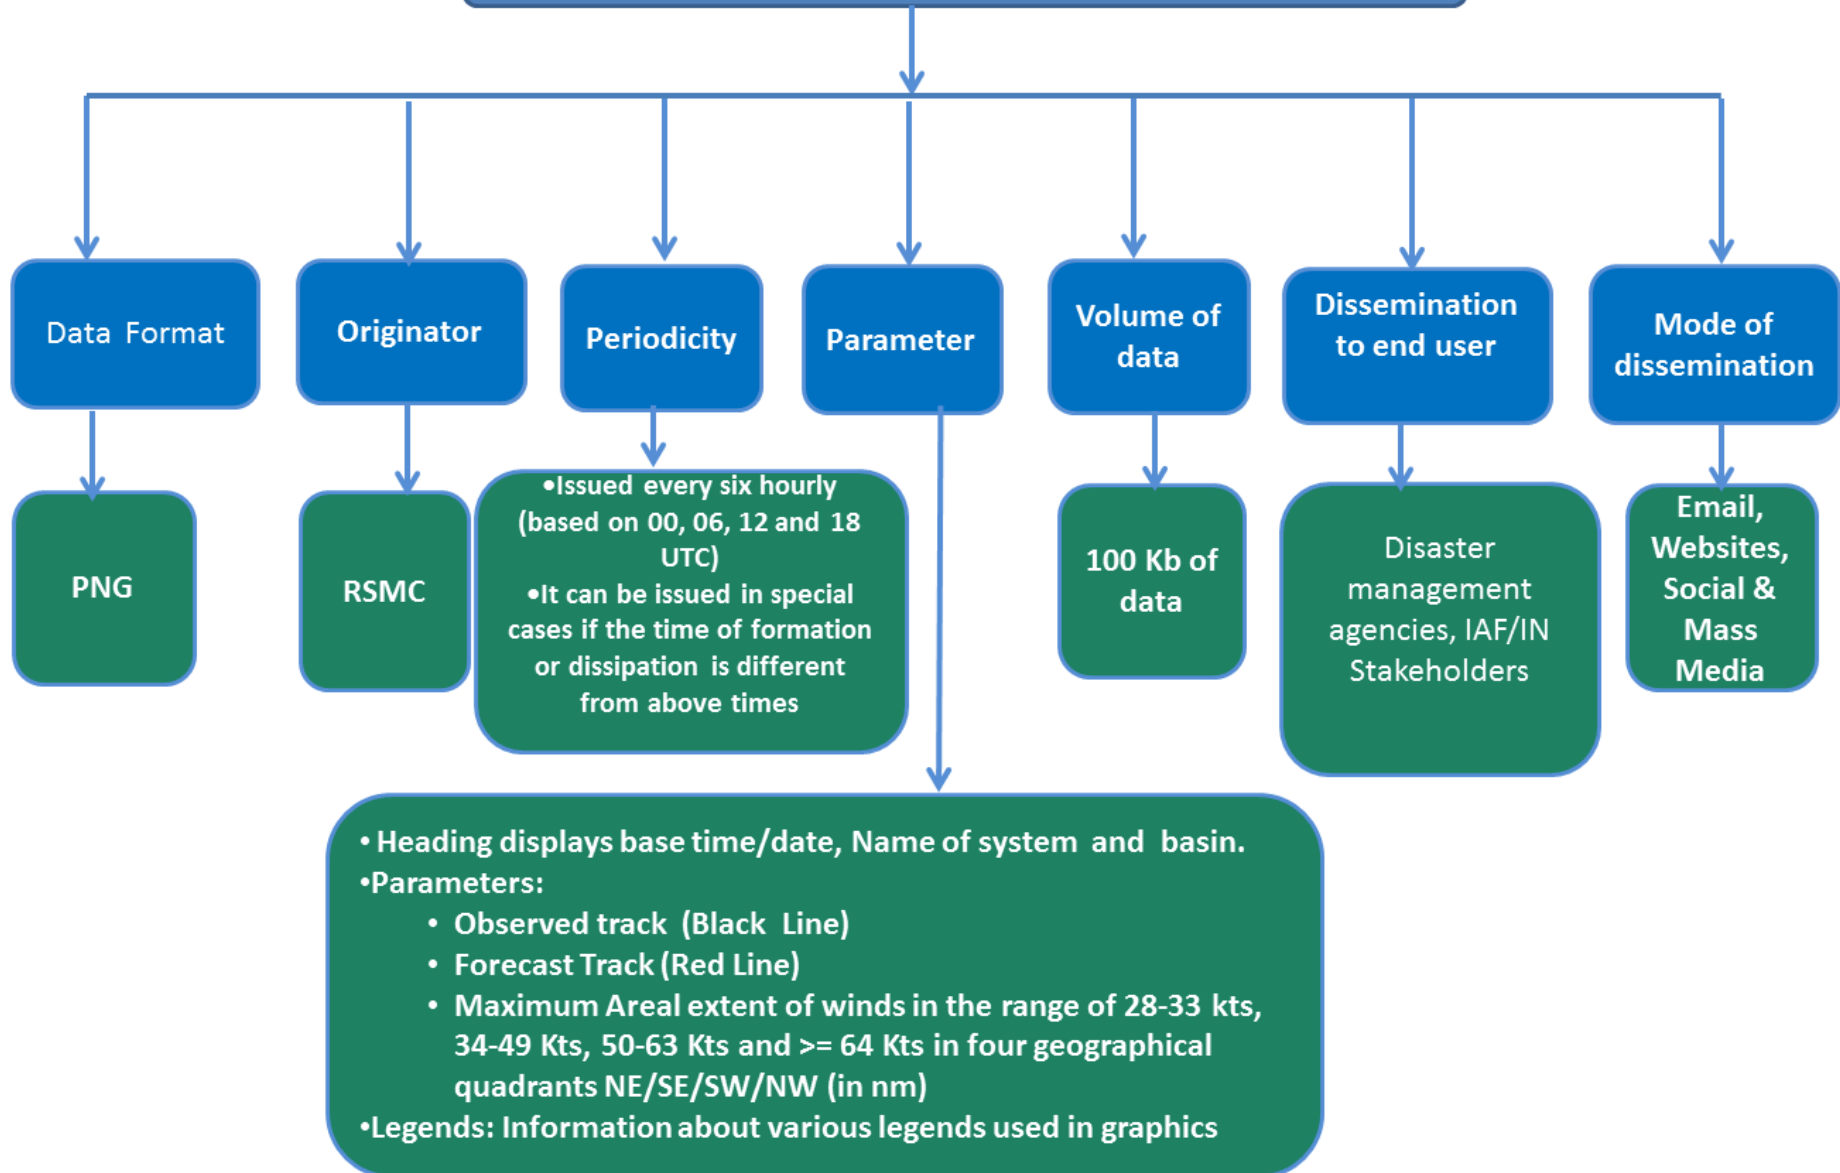 Data Format
Originator
Periodicity
Parameter
Volume of
data
Dissemination
to end user
Mode of
dissemination
PNG
RSMC
•Issued every six hourly
(based on 00, 06, 12 and 18
UTC)
•It can be issued in special
cases if the time of formation
or dissipation is different
from above times
100 Kb of
data
Disaster
management
agencies, IAF/IN
Stakeholders
Email,
Websites,
Social &
Mass
Media
• Heading displays base time/date, Name of system and basin.
•Parameters:
• Observed track (Black Line)
• Forecast Track (Red Line)
• Maximum Areal extent of winds in the range of 28-33 kts,
34-49 Kts, 50-63 Kts and >= 64 Kts in four geographical
quadrants NE/SE/SW/NW (in nm)
•Legends: Information about various legends used in graphics